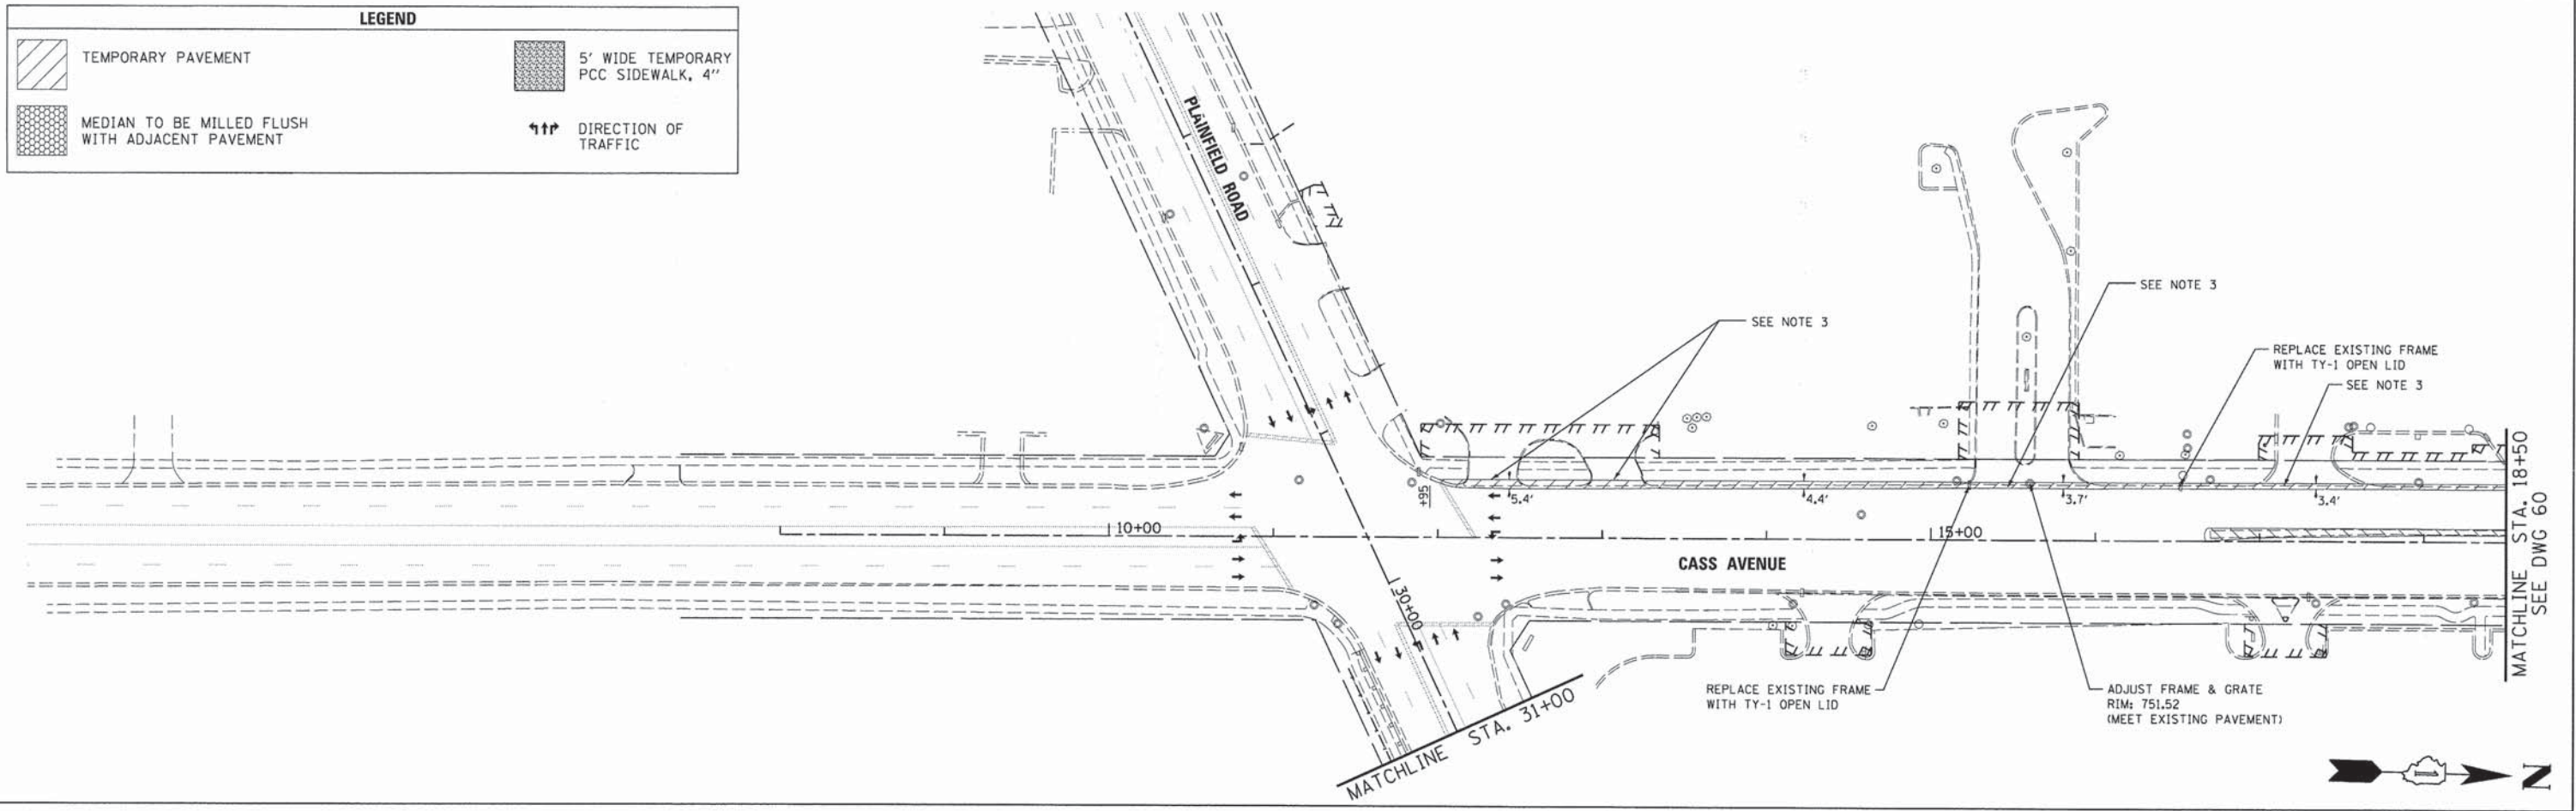 LEGEND
TEMPORARY PAVEMENT
5' WIDE TEMPORARY
PCC SIDEWALK, 4"
MEDIAN TO BE MILLED FLUSH
WITH ADJACENT PAVEMENT
DIRECTION OF
TRAFFIC
PLAINFIELD ROAD
SEE NOTE 3
SEE NOTE 3
REPLACE EXISTING FRAME
WITH TY-1 OPEN LID
SEE NOTE 3
+95
5.4'
4.4'
3.7'
3.4'
10+00
15+00
CASS AVENUE
30+00
MATCHLINE STA. 18+50
SEE DWG 60
REPLACE EXISTING FRAME
WITH TY-1 OPEN LID
ADJUST FRAME & GRATE
RIM: 751.52
(MEET EXISTING PAVEMENT)
MATCHLINE STA. 31+00
N